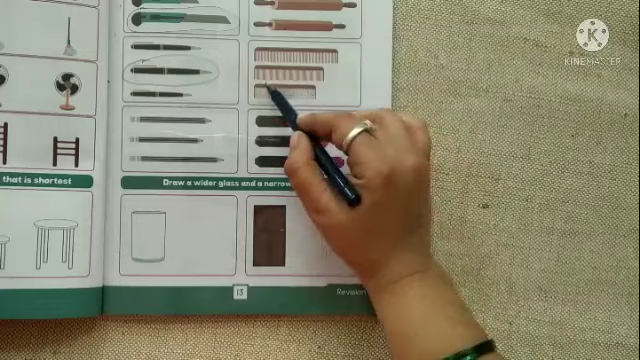 KINEMASTER
that is shortest
Draw a wider glass and a narrow
13
Revision